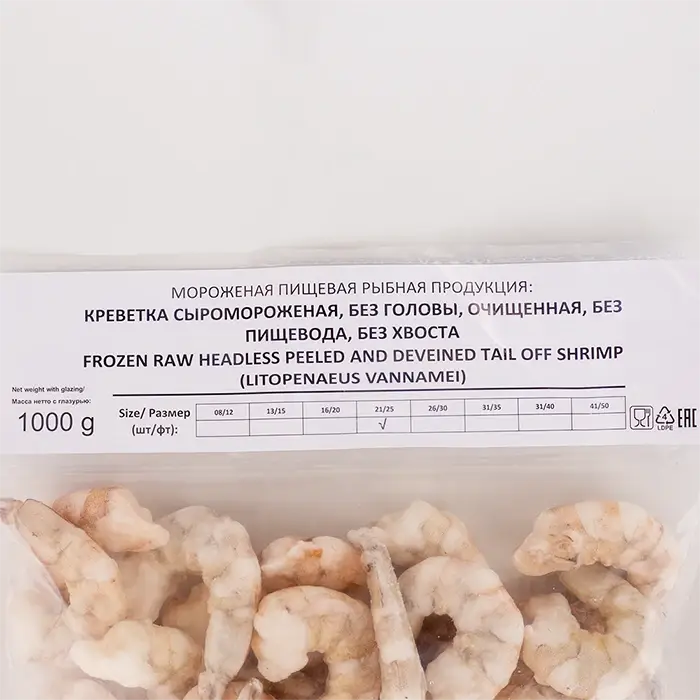 МОРОЖЕНАЯ ПИЩЕВАЯ РЫБНАЯ ПРОДУКЦИЯ:
КРЕВЕТКА СЫРОМОРОЖЕНАЯ, БЕЗ ГОЛОВЫ, ОЧИЩЕННАЯ, БЕЗ
ПИЩЕВОДА, БЕЗ ХВОСТА
FROZEN RAW HEADLESS PEELED AND DEVEINED TAIL OFF SHRIMP
(LITOPENAEUS VANNAMEI)
Net weight with glazing/
Масса нетто с глазурью:
1000 g
Size/ Размер
(шт/фт):
08/12 13/15 16/20 21/25 26/30 31/35 31/40 41/50
√
4
LDPE
EAC